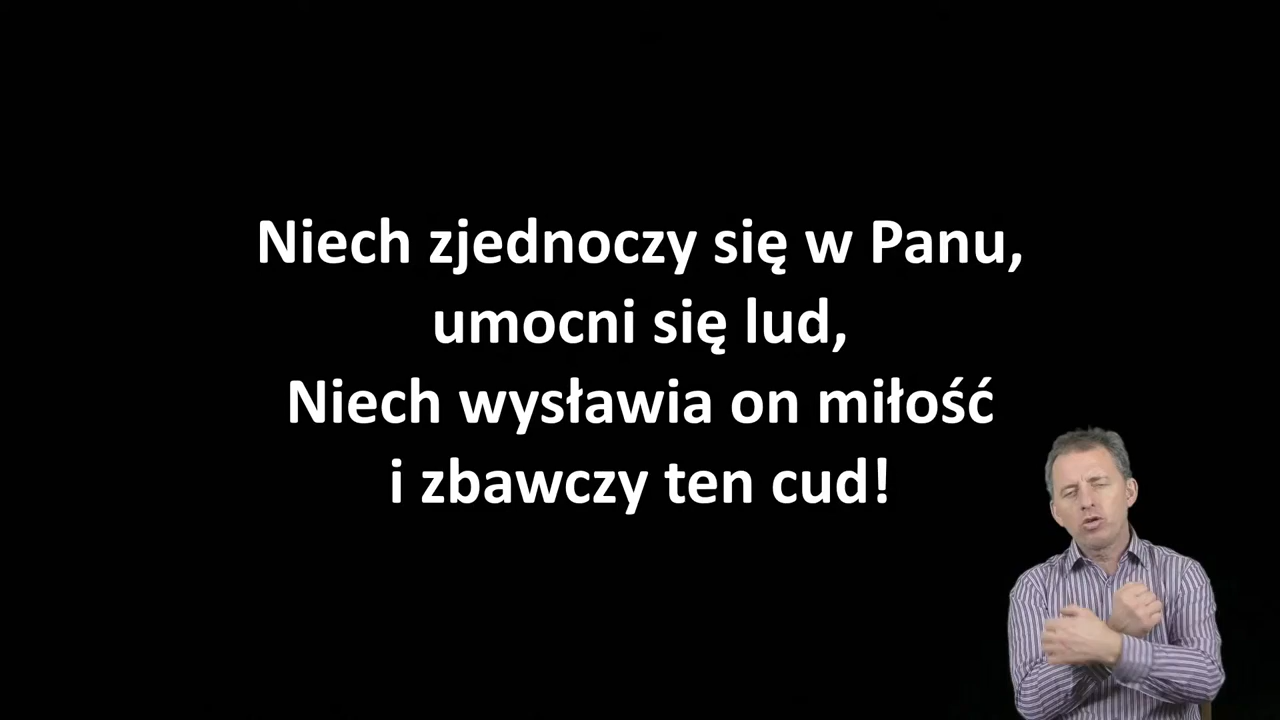 Niech zjednoczy się w Panu,
umocni się lud,
Niech wysławia on miłość
i zbawczy ten cud!